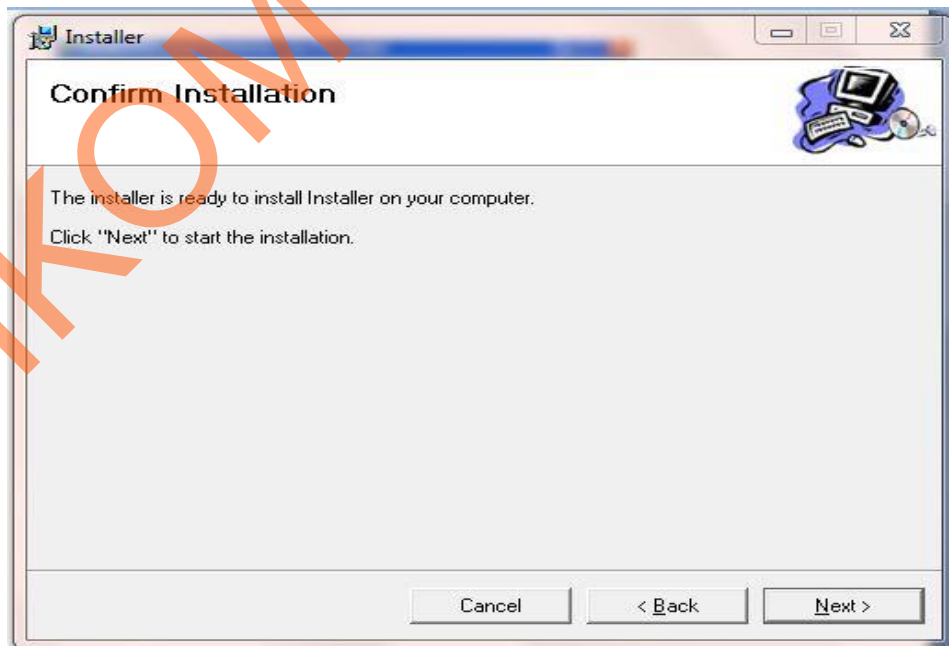 Installer
Confirm Installation
The installer is ready to install Installer on your computer.
Click "Next" to start the installation.
Cancel
< Back
Next >
IKOM